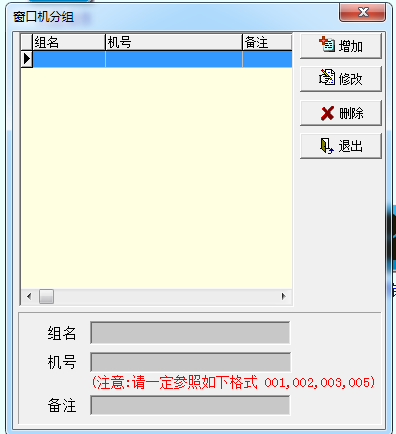 窗口机分组
组名 机号 备注
增加
修改
删除
退出
组名
机号
(注意:请一定参照如下格式 001,002,003,005)
备注